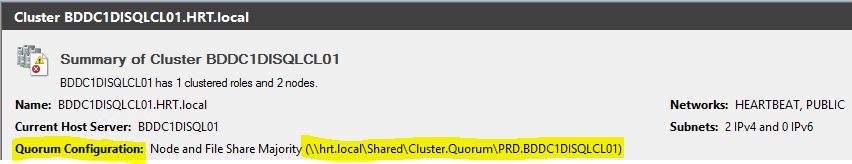 Cluster BDDC1DISQLCL01.HRT.local
Summary of Cluster BDDC1DISQLCL01
BDDC1DISQLCL01 has 1 clustered roles and 2 nodes.
Name: BDDC1DISQLCL01.HRT.local Networks: HEARTBEAT, PUBLIC
Current Host Server: BDDC1DISQL01 Subnets: 2 IPv4 and 0 IPv6
Quorum Configuration: Node and File Share Majority (\\hrt.local\Shared\Cluster.Quorum\PRD.BDDC1DISQLCL01)